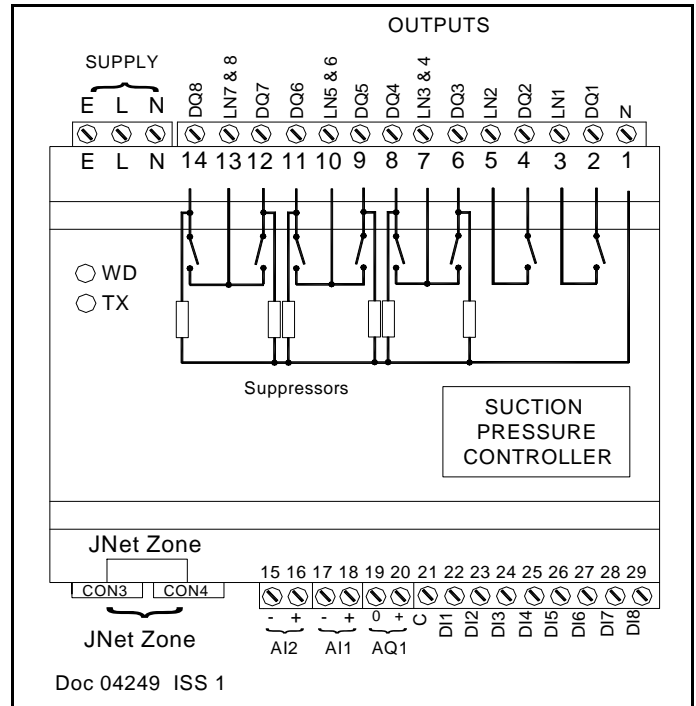 OUTPUTS
SUPPLY
E L N DQ8 LN7 & 8 DQ7 DQ6 LN5 & 6 DQ5 DQ4 LN3 & 4 DQ3 LN2 DQ2 LN1 DQ1 N
E L N 14 13 12 11 10 9 8 7 6 5 4 3 2 1
WD
TX
Suppressors
SUCTION
PRESSURE
CONTROLLER
JNet Zone
15 16 17 18 19 20 21 22 23 24 25 26 27 28 29
CON3 CON4
- + - + 0 + C DI1 DI2 DI3 DI4 DI5 DI6 DI7 DI8
AI2 AI1 AQ1
JNet Zone
Doc 04249 ISS 1